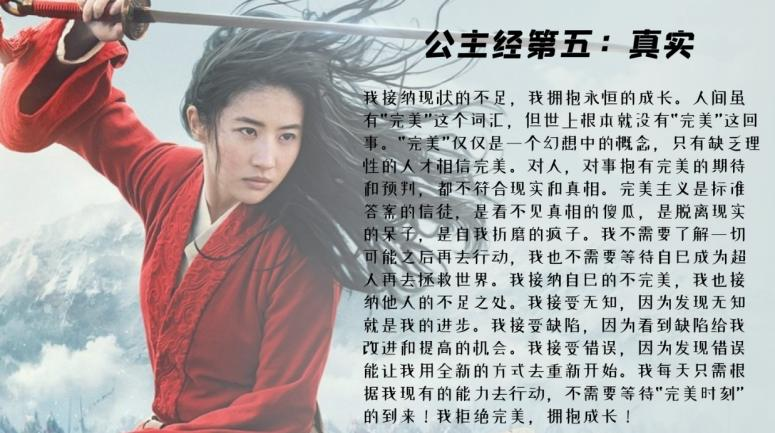 公主经第五：真实
我接纳现状的不足，我拥抱永恒的成长。人间虽
有“完美”这个词汇，但世上根本就没有“完美”这回
事。“完美”仅仅是一个幻想中的概念，只有缺乏理
性的人才相信完美。对人，对事抱有完美的期待
和预判，都不符合现实和真相。完美主义是标准
答案的信徒，是看不见真相的傻瓜，是脱离现实
的呆子，是自我折磨的疯子。我不需要了解一切
可能之后再去行动，我也不需要等待自己成为超
人再去拯救世界。我接纳自己的不完美，我也接
纳他人的不足之处。我接受无知，因为发现无知
就是我的进步。我接受缺陷，因为看到缺陷给我
改进和提高的机会。我接受错误，因为发现错误
能让我用全新的方式去重新开始。我每天只需根
据我现有的能力去行动，不需要等待“完美时刻”
的到来！我拒绝完美，拥抱成长！